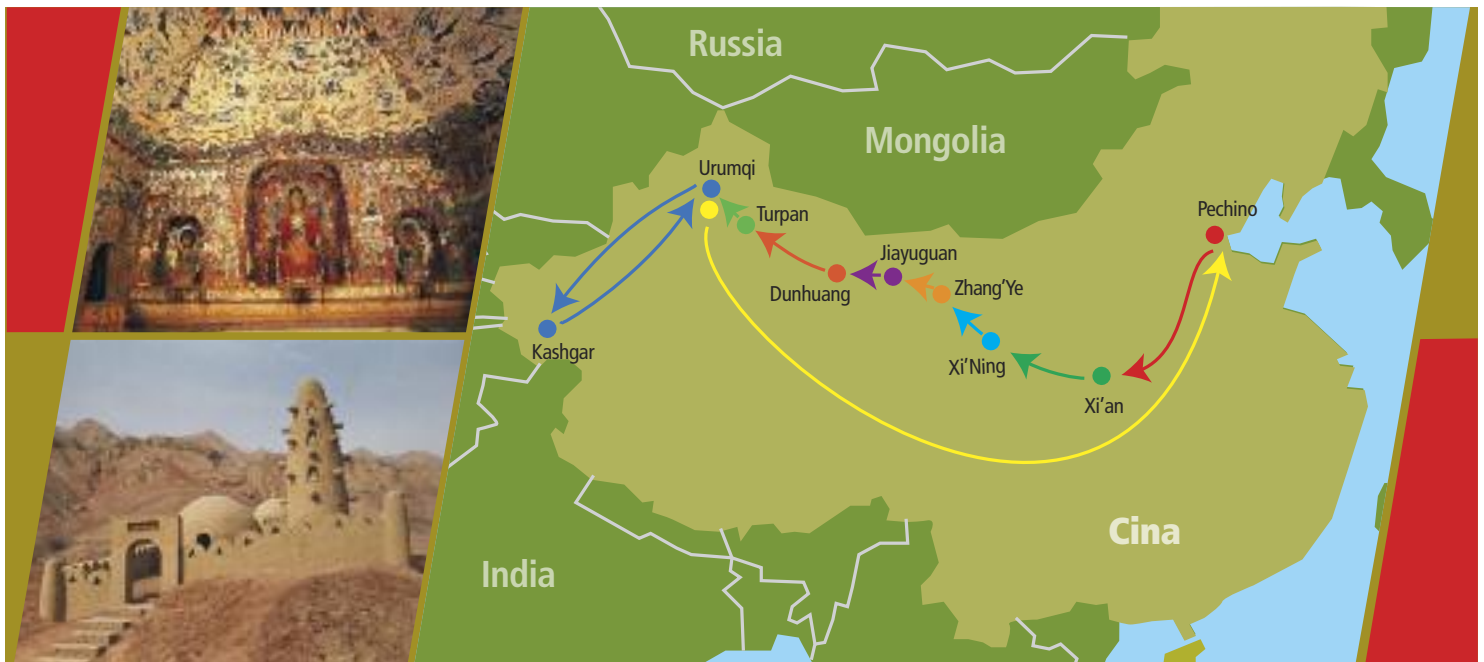 Russia
Mongolia
Urumqi
Turpan
Pechino
Jiayuguan
Dunhuang
Zhang'Ye
Kashgar
Xi'Ning
Xi'an
Cina
India